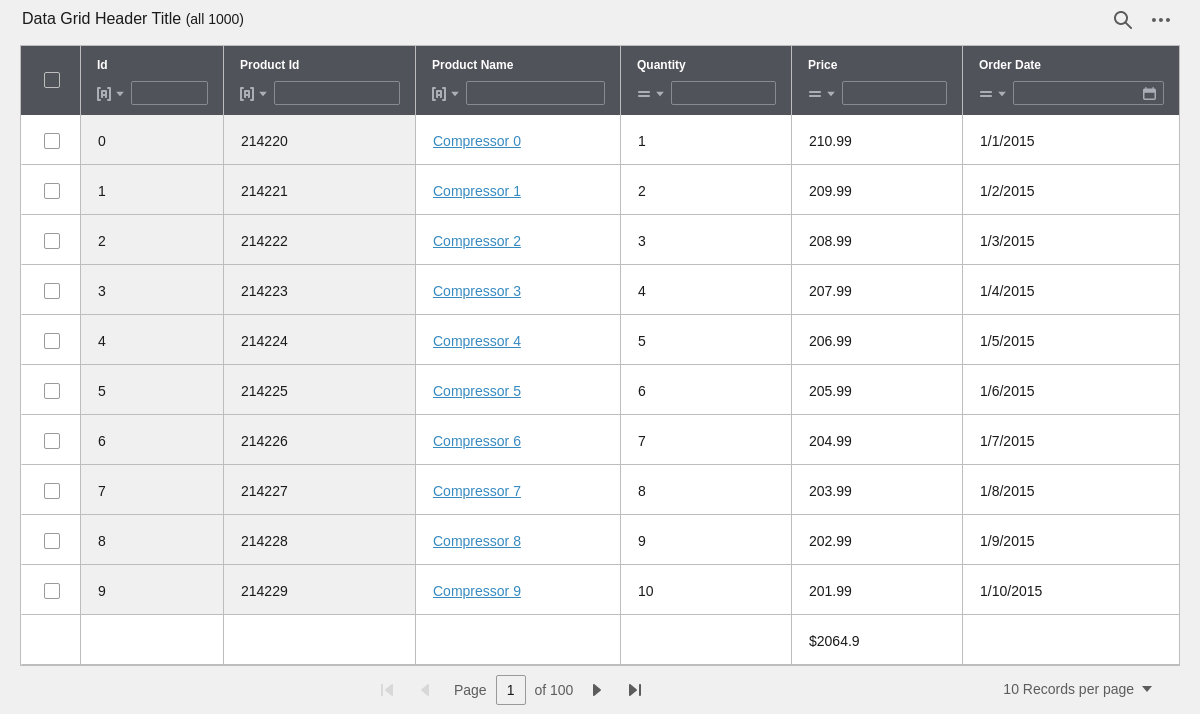 Data Grid Header Title (all 1000)
Id Product Id Product Name Quantity Price Order Date
0 214220 Compressor 0 1 210.99 1/1/2015
1 214221 Compressor 1 2 209.99 1/2/2015
2 214222 Compressor 2 3 208.99 1/3/2015
3 214223 Compressor 3 4 207.99 1/4/2015
4 214224 Compressor 4 5 206.99 1/5/2015
5 214225 Compressor 5 6 205.99 1/6/2015
6 214226 Compressor 6 7 204.99 1/7/2015
7 214227 Compressor 7 8 203.99 1/8/2015
8 214228 Compressor 8 9 202.99 1/9/2015
9 214229 Compressor 9 10 201.99 1/10/2015
$2064.9
Page 1 of 100 10 Records per page